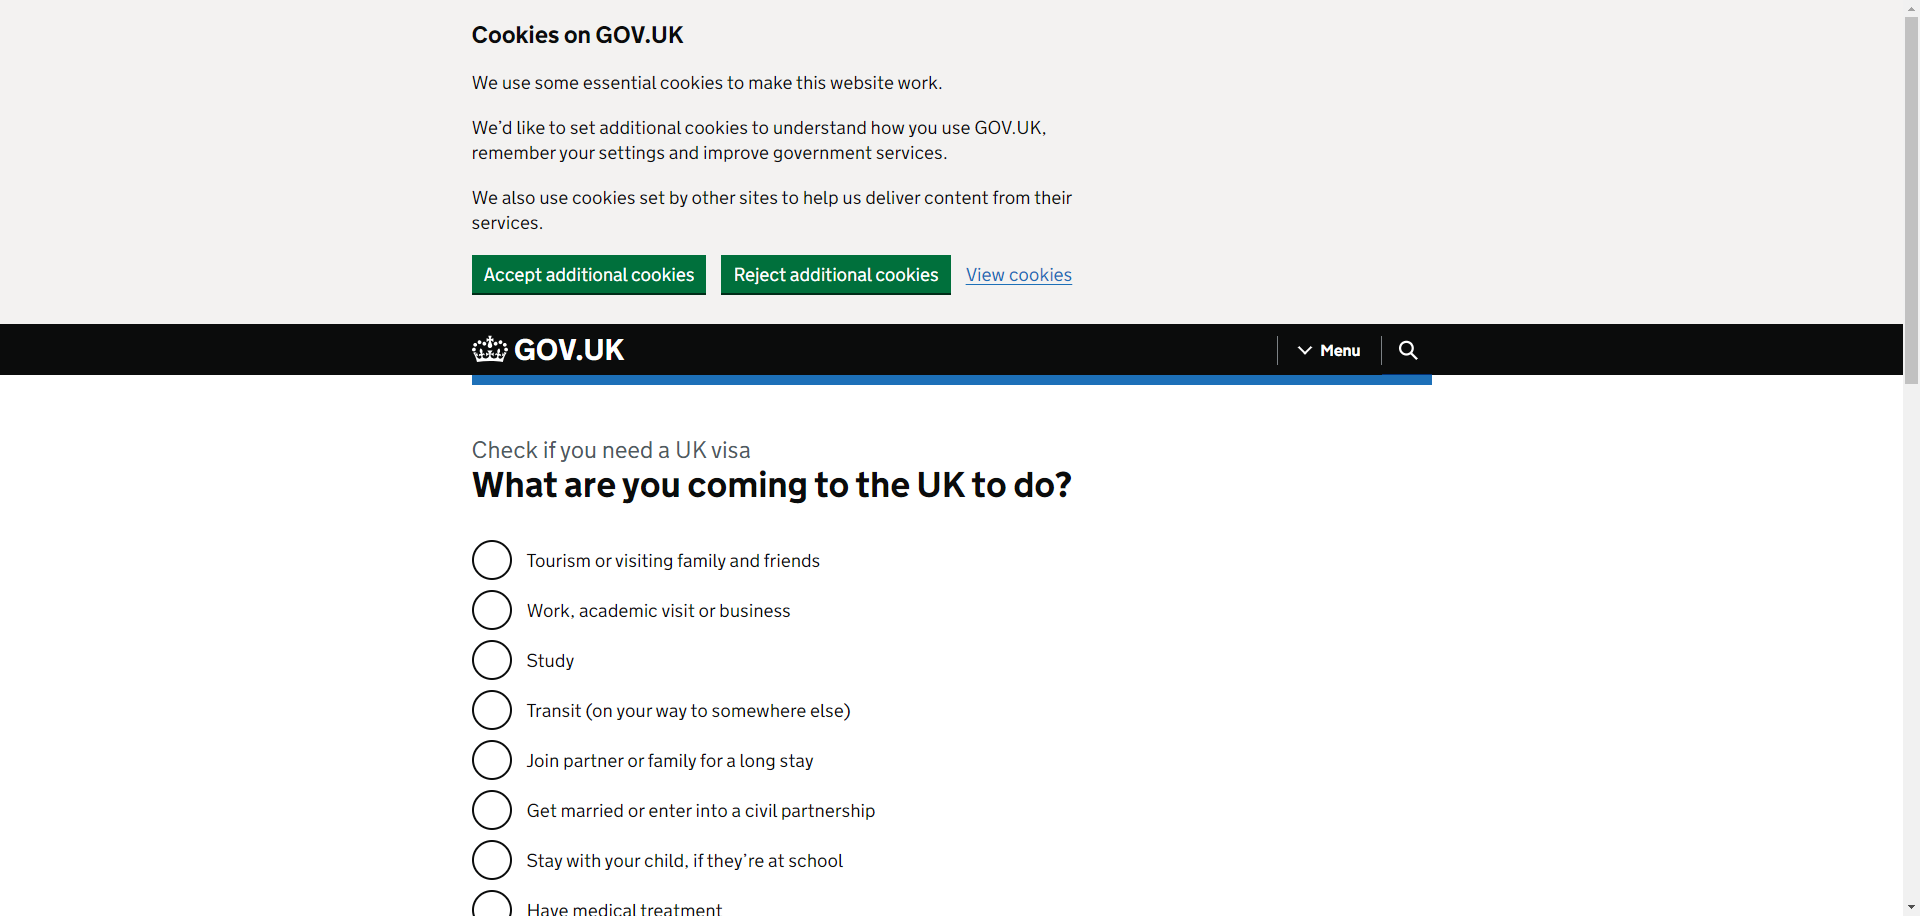 Cookies on GOV.UK
We use some essential cookies to make this website work.
We’d like to set additional cookies to understand how you use GOV.UK,
remember your settings and improve government services.
We also use cookies set by other sites to help us deliver content from their
services.
Accept additional cookies Reject additional cookies View cookies
GOV.UK Menu
Check if you need a UK visa
What are you coming to the UK to do?
Tourism or visiting family and friends
Work, academic visit or business
Study
Transit (on your way to somewhere else)
Join partner or family for a long stay
Get married or enter into a civil partnership
Stay with your child, if they’re at school
Have medical treatment